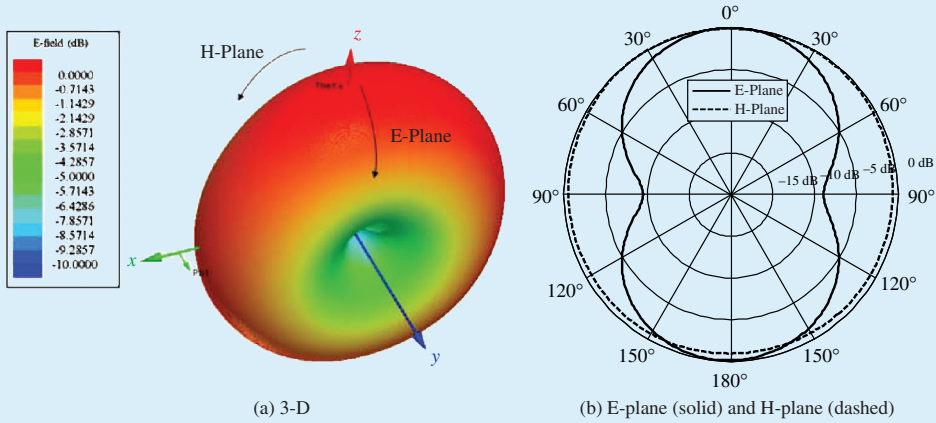 E-field (dB)
0.0000
-0.7143
-1.1429
-2.1429
-2.8571
-3.5714
-4.2857
-5.0000
-5.7143
-6.4286
-7.8571
-8.5714
-9.2857
-10.0000
H-Plane
z
Theta
E-Plane
x
Phi
y
(a) 3-D
0°
30°
30°
60°
60°
90°
90°
120°
120°
150°
150°
180°
E-Plane
H-Plane
−15 dB
−10 dB
−5 dB
0 dB
(b) E-plane (solid) and H-plane (dashed)